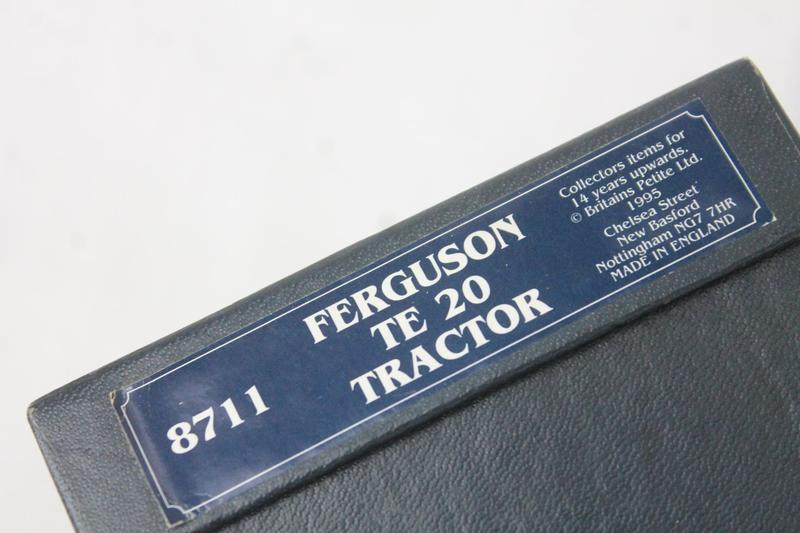 8711
FERGUSON
TE 20
TRACTOR
Collectors items for
14 years upwards.
© Britains Petite Ltd.
1995
Chelsea Street
New Basford
Nottingham NG7 7HR
MADE IN ENGLAND